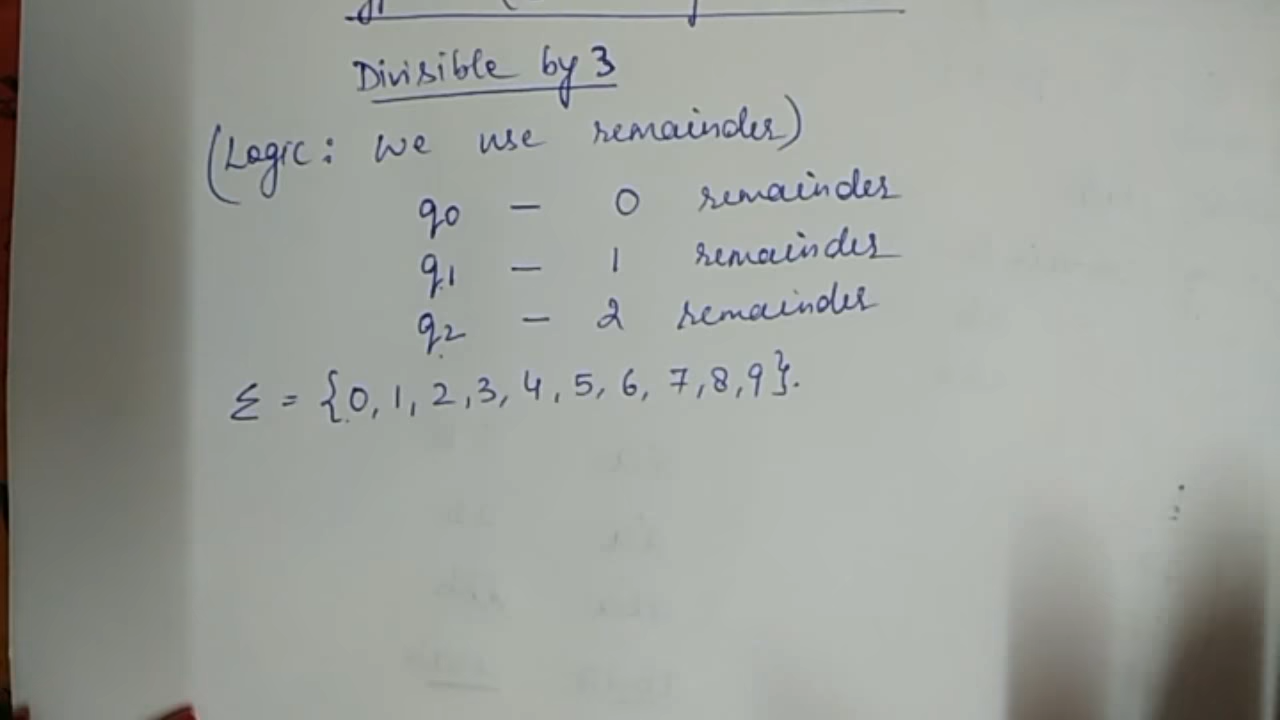 Divisible by 3
(Logic: We use remainder)
q0 - 0 remainder
q1 - 1 remainder
q2 - 2 remainder
Σ = {0, 1, 2, 3, 4, 5, 6, 7, 8, 9}.